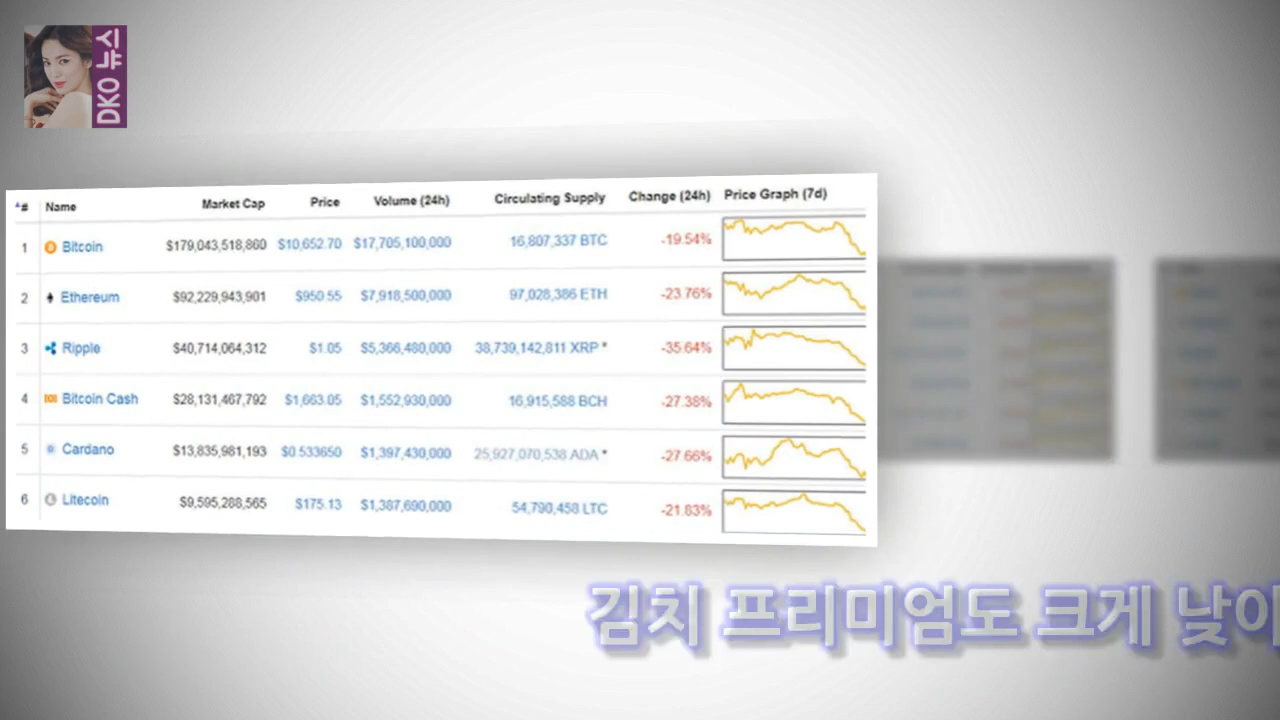 DKO 뉴스
# Name Market Cap Price Volume (24h) Circulating Supply Change (24h) Price Graph (7d)
1 Bitcoin $179,043,518,860 $10,652.70 $17,705,100,000 16,807,337 BTC -19.54%
2 Ethereum $92,229,943,901 $950.55 $7,918,500,000 97,028,386 ETH -23.76%
3 Ripple $40,714,064,312 $1.05 $5,366,480,000 38,739,142,811 XRP * -35.64%
4 Bitcoin Cash $28,131,467,792 $1,663.05 $1,552,930,000 16,915,588 BCH -27.38%
5 Cardano $13,835,981,193 $0.533650 $1,397,430,000 25,927,070,538 ADA * -27.66%
6 Litecoin $9,595,288,565 $175.13 $1,387,690,000 54,790,458 LTC -21.83%
김치 프리미엄도 크게 낮아